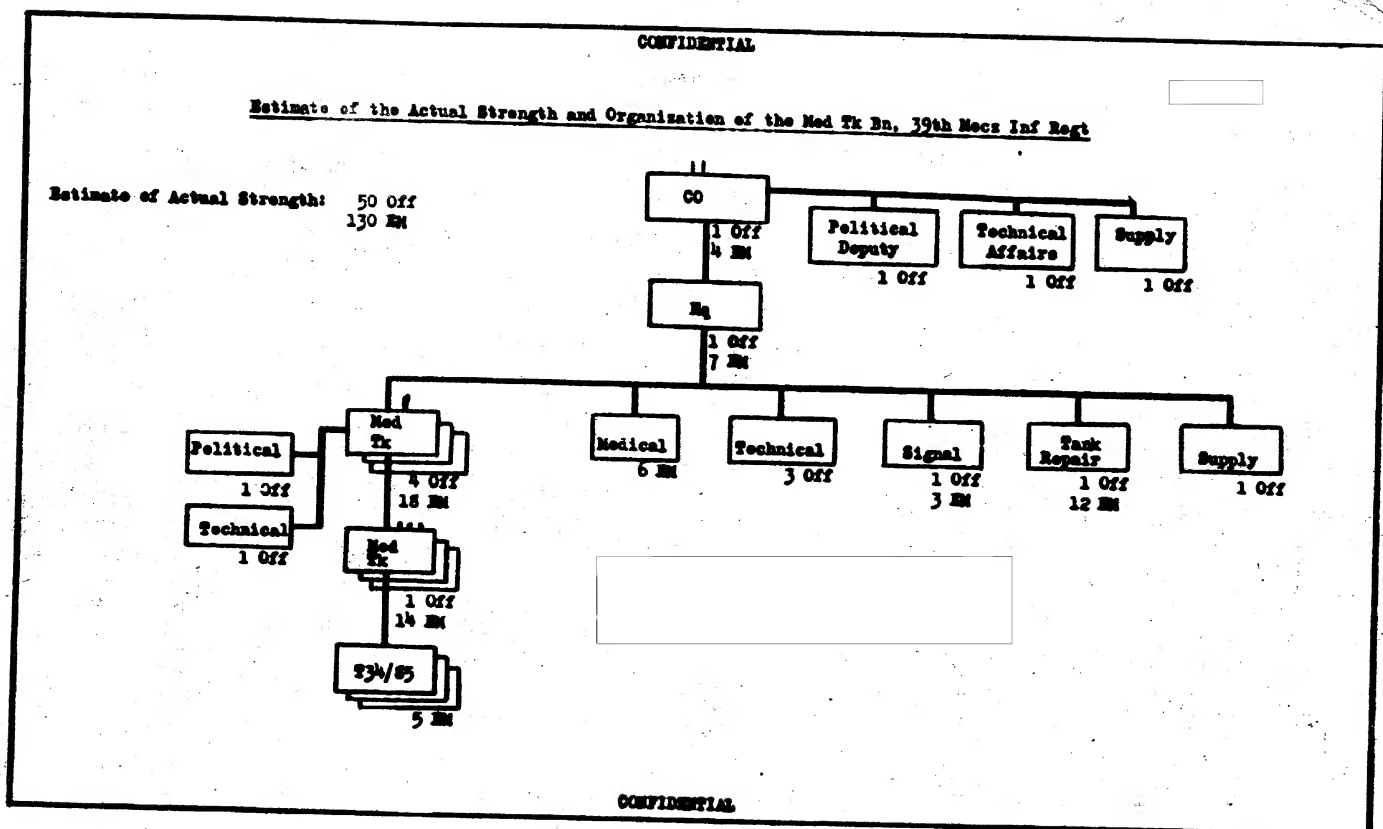 CONFIDENTIAL
Estimate of the Actual Strength and Organization of the Med Tk Bn, 39th Mecz Inf Regt
Estimate of Actual Strength: 50 Off
130 EM
CO
1 Off
4 EM
Political
Deputy
1 Off
Technical
Affairs
1 Off
Supply
1 Off
Hq
1 Off
7 EM
Med
Tk
4 Off
18 EM
Political
1 Off
Technical
1 Off
Medical
6 EM
Technical
3 Off
Signal
1 Off
3 EM
Tank
Repair
1 Off
12 EM
Supply
1 Off
Med
Tk
1 Off
14 EM
T34/85
5 EM
CONFIDENTIAL